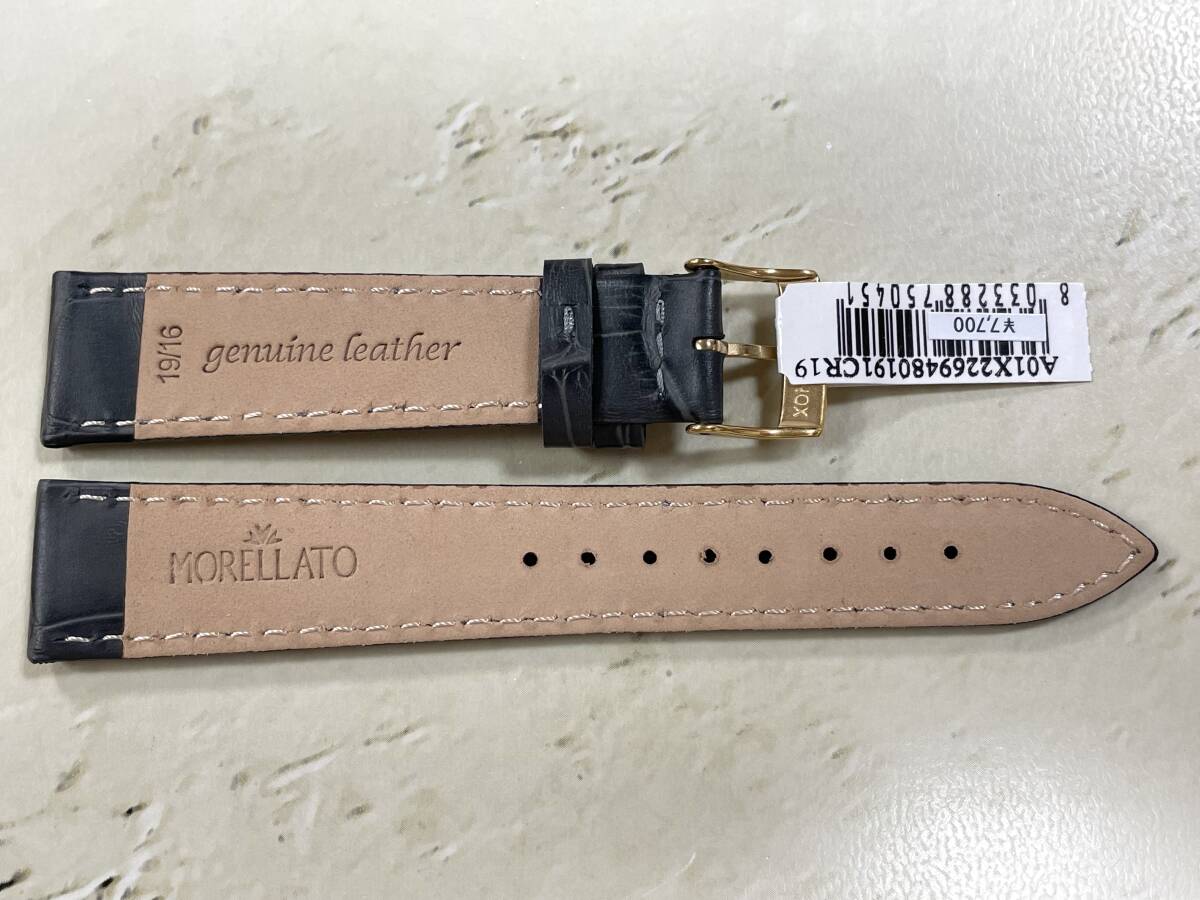 19/16
genuine leather
MORELLATO
A01X2269480191CR19
¥7,700
8 033288 750451